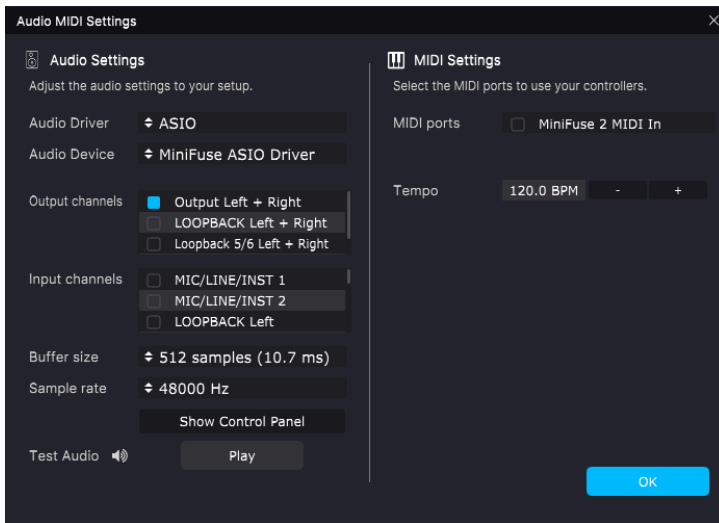 Audio MIDI Settings
Audio Settings
Adjust the audio settings to your setup.
Audio Driver ASIO
Audio Device MiniFuse ASIO Driver
Output channels Output Left + Right
LOOPBACK Left + Right
Loopback 5/6 Left + Right
Input channels MIC/LINE/INST 1
MIC/LINE/INST 2
LOOPBACK Left
Buffer size 512 samples (10.7 ms)
Sample rate 48000 Hz
Show Control Panel
Test Audio Play
MIDI Settings
Select the MIDI ports to use your controllers.
MIDI ports MiniFuse 2 MIDI In
Tempo 120.0 BPM - +
OK